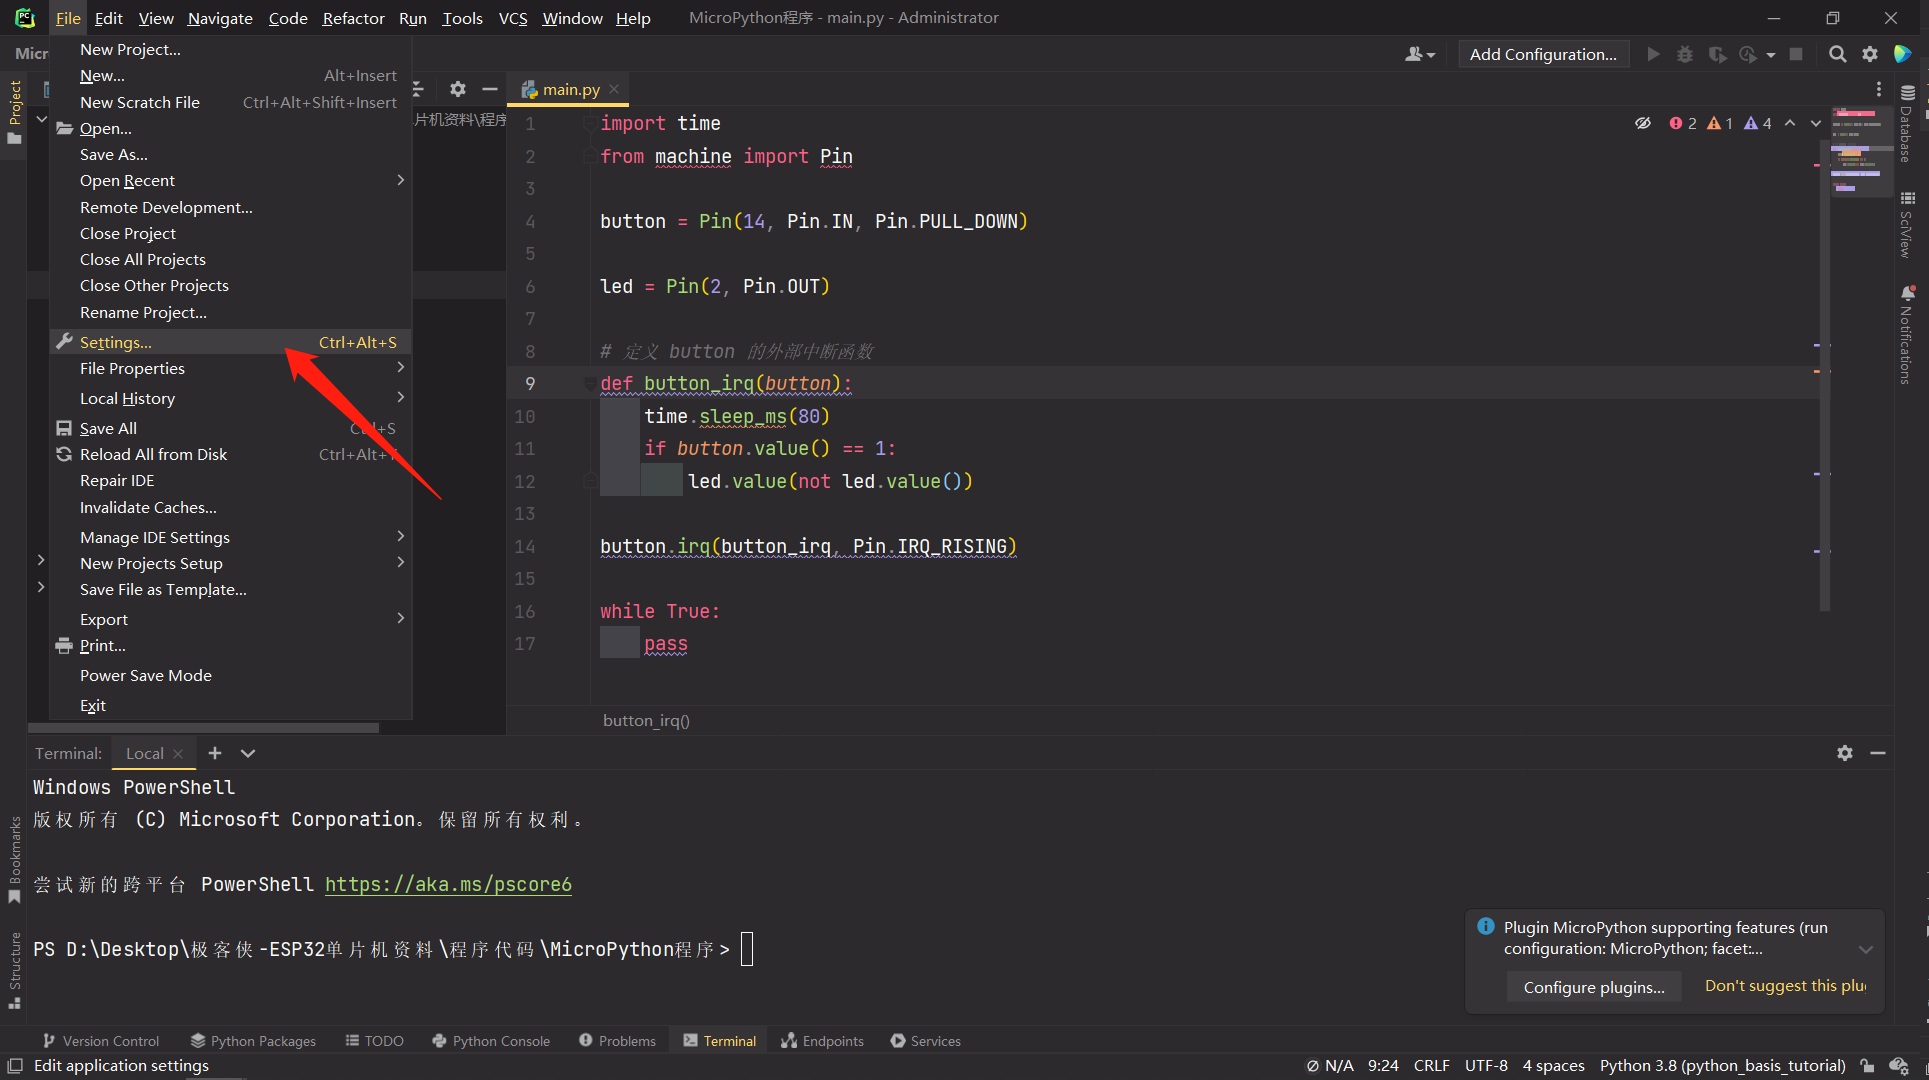 File Edit View Navigate Code Refactor Run Tools VCS Window Help MicroPython程序 - main.py - Administrator
Micr
Add Configuration...
New Project...
New... Alt+Insert
New Scratch File Ctrl+Alt+Shift+Insert
Open...
Save As...
Open Recent
Remote Development...
Close Project
Close All Projects
Close Other Projects
Rename Project...
Settings... Ctrl+Alt+S
File Properties
Local History
Save All
Reload All from Disk Ctrl+Alt+
Repair IDE
Invalidate Caches...
Manage IDE Settings
New Projects Setup
Save File as Template...
Export
Print...
Power Save Mode
Exit
Project
片机资料\程序
main.py
2 1 4
1 import time
2 from machine import Pin
3
4 button = Pin(14, Pin.IN, Pin.PULL_DOWN)
5
6 led = Pin(2, Pin.OUT)
7
8 # 定义 button 的外部中断函数
9 def button_irq(button):
10 time.sleep_ms(80)
11 if button.value() == 1:
12 led.value(not led.value())
13
14 button.irq(button_irq, Pin.IRQ_RISING)
15
16 while True:
17 pass
button_irq()
Database
SciView
Notifications
Terminal: Local
Windows PowerShell
版权所有 (C) Microsoft Corporation。保留所有权利。
尝试新的跨平台 PowerShell https://aka.ms/pscore6
PS D:\Desktop\极客侠-ESP32单片机资料\程序代码\MicroPython程序>
Bookmarks
Structure
Plugin MicroPython supporting features (run
configuration: MicroPython; facet:...
Configure plugins... Don't suggest this plu
Version Control Python Packages TODO Python Console Problems Terminal Endpoints Services
Edit application settings N/A 9:24 CRLF UTF-8 4 spaces Python 3.8 (python_basis_tutorial)